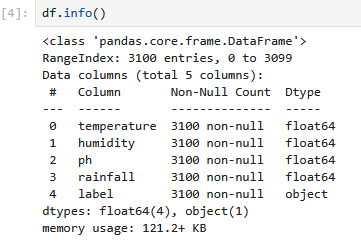 [4]: df.info()
<class 'pandas.core.frame.DataFrame'>
RangeIndex: 3100 entries, 0 to 3099
Data columns (total 5 columns):
 #   Column       Non-Null Count  Dtype
---  ------       --------------  -----
 0   temperature  3100 non-null   float64
 1   humidity     3100 non-null   float64
 2   ph           3100 non-null   float64
 3   rainfall     3100 non-null   float64
 4   label        3100 non-null   object
dtypes: float64(4), object(1)
memory usage: 121.2+ KB